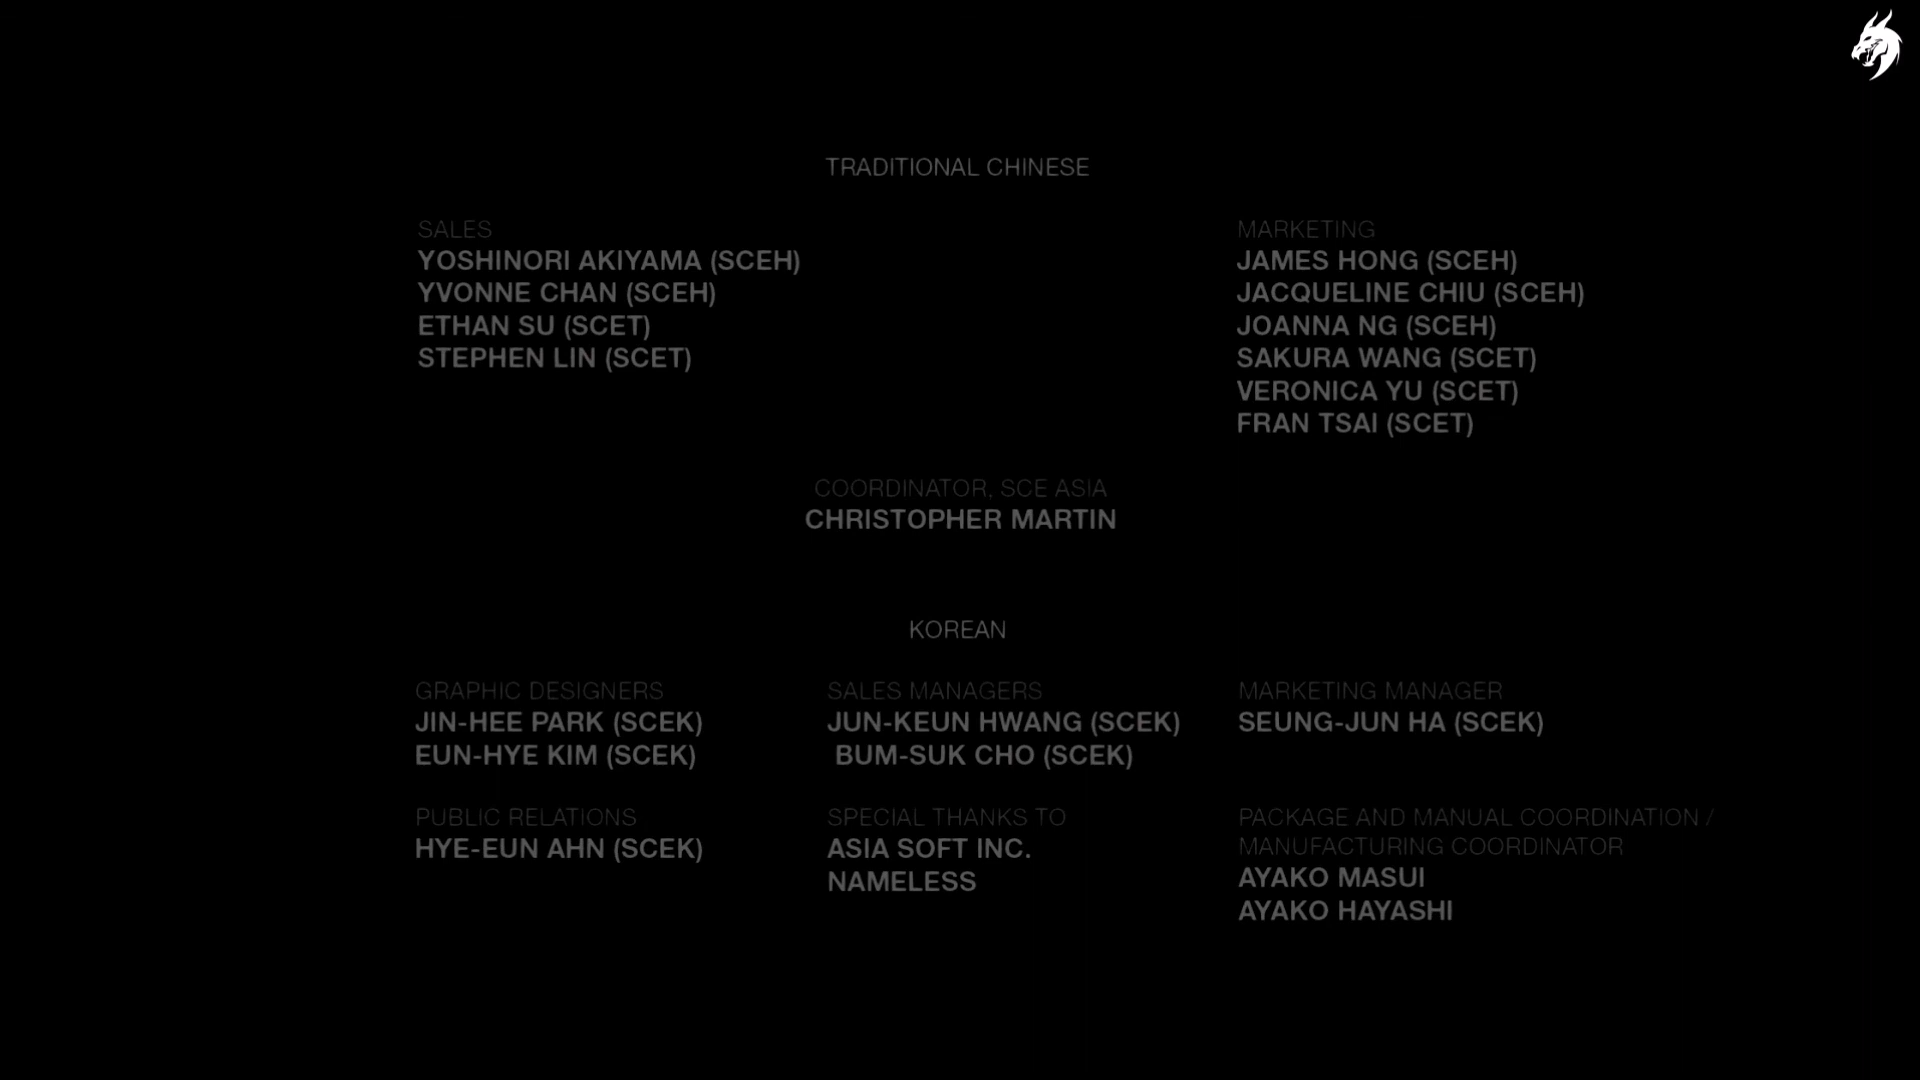 TRADITIONAL CHINESE
SALES
YOSHINORI AKIYAMA (SCEH)
YVONNE CHAN (SCEH)
ETHAN SU (SCET)
STEPHEN LIN (SCET)
MARKETING
JAMES HONG (SCEH)
JACQUELINE CHIU (SCEH)
JOANNA NG (SCEH)
SAKURA WANG (SCET)
VERONICA YU (SCET)
FRAN TSAI (SCET)
COORDINATOR, SCE ASIA
CHRISTOPHER MARTIN
KOREAN
GRAPHIC DESIGNERS
JIN-HEE PARK (SCEK)
EUN-HYE KIM (SCEK)
SALES MANAGERS
JUN-KEUN HWANG (SCEK)
BUM-SUK CHO (SCEK)
MARKETING MANAGER
SEUNG-JUN HA (SCEK)
PUBLIC RELATIONS
HYE-EUN AHN (SCEK)
SPECIAL THANKS TO
ASIA SOFT INC.
NAMELESS
PACKAGE AND MANUAL COORDINATION /
MANUFACTURING COORDINATOR
AYAKO MASUI
AYAKO HAYASHI